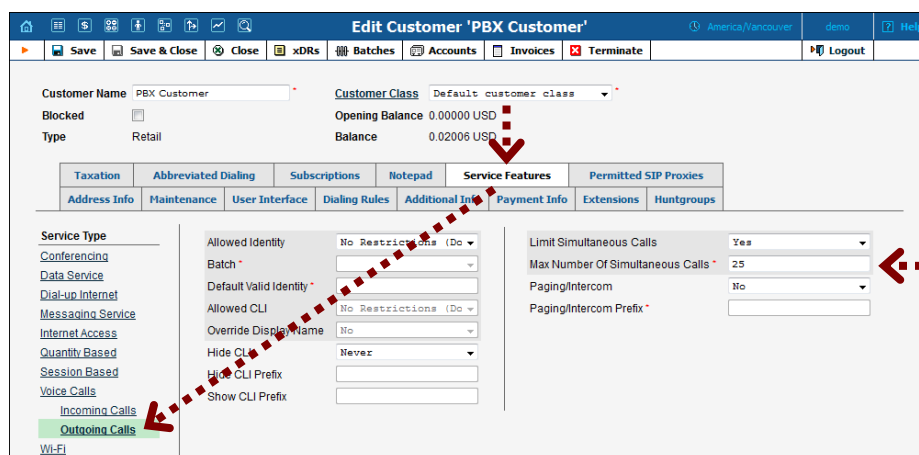 Edit Customer 'PBX Customer' America/Vancouver demo ? Help
Save Save & Close Close xDRs Batches Accounts Invoices Terminate Logout
Customer Name PBX Customer * Customer Class Default customer class *
Blocked Opening Balance 0.00000 USD
Type Retail Balance 0.02006 USD
Taxation Abbreviated Dialing Subscriptions Notepad Service Features Permitted SIP Proxies
Address Info Maintenance User Interface Dialing Rules Additional Info Payment Info Extensions Huntgroups
Service Type
Conferencing
Data Service
Dial-up Internet
Messaging Service
Internet Access
Quantity Based
Session Based
Voice Calls
Incoming Calls
Outgoing Calls
Wi-Fi
Allowed Identity No Restrictions (Do
Batch *
Default Valid Identity *
Allowed CLI No Restrictions (Do
Override Display Name No
Hide CLI Never
Hide CLI Prefix
Show CLI Prefix
Limit Simultaneous Calls Yes
Max Number Of Simultaneous Calls * 25
Paging/Intercom No
Paging/Intercom Prefix *